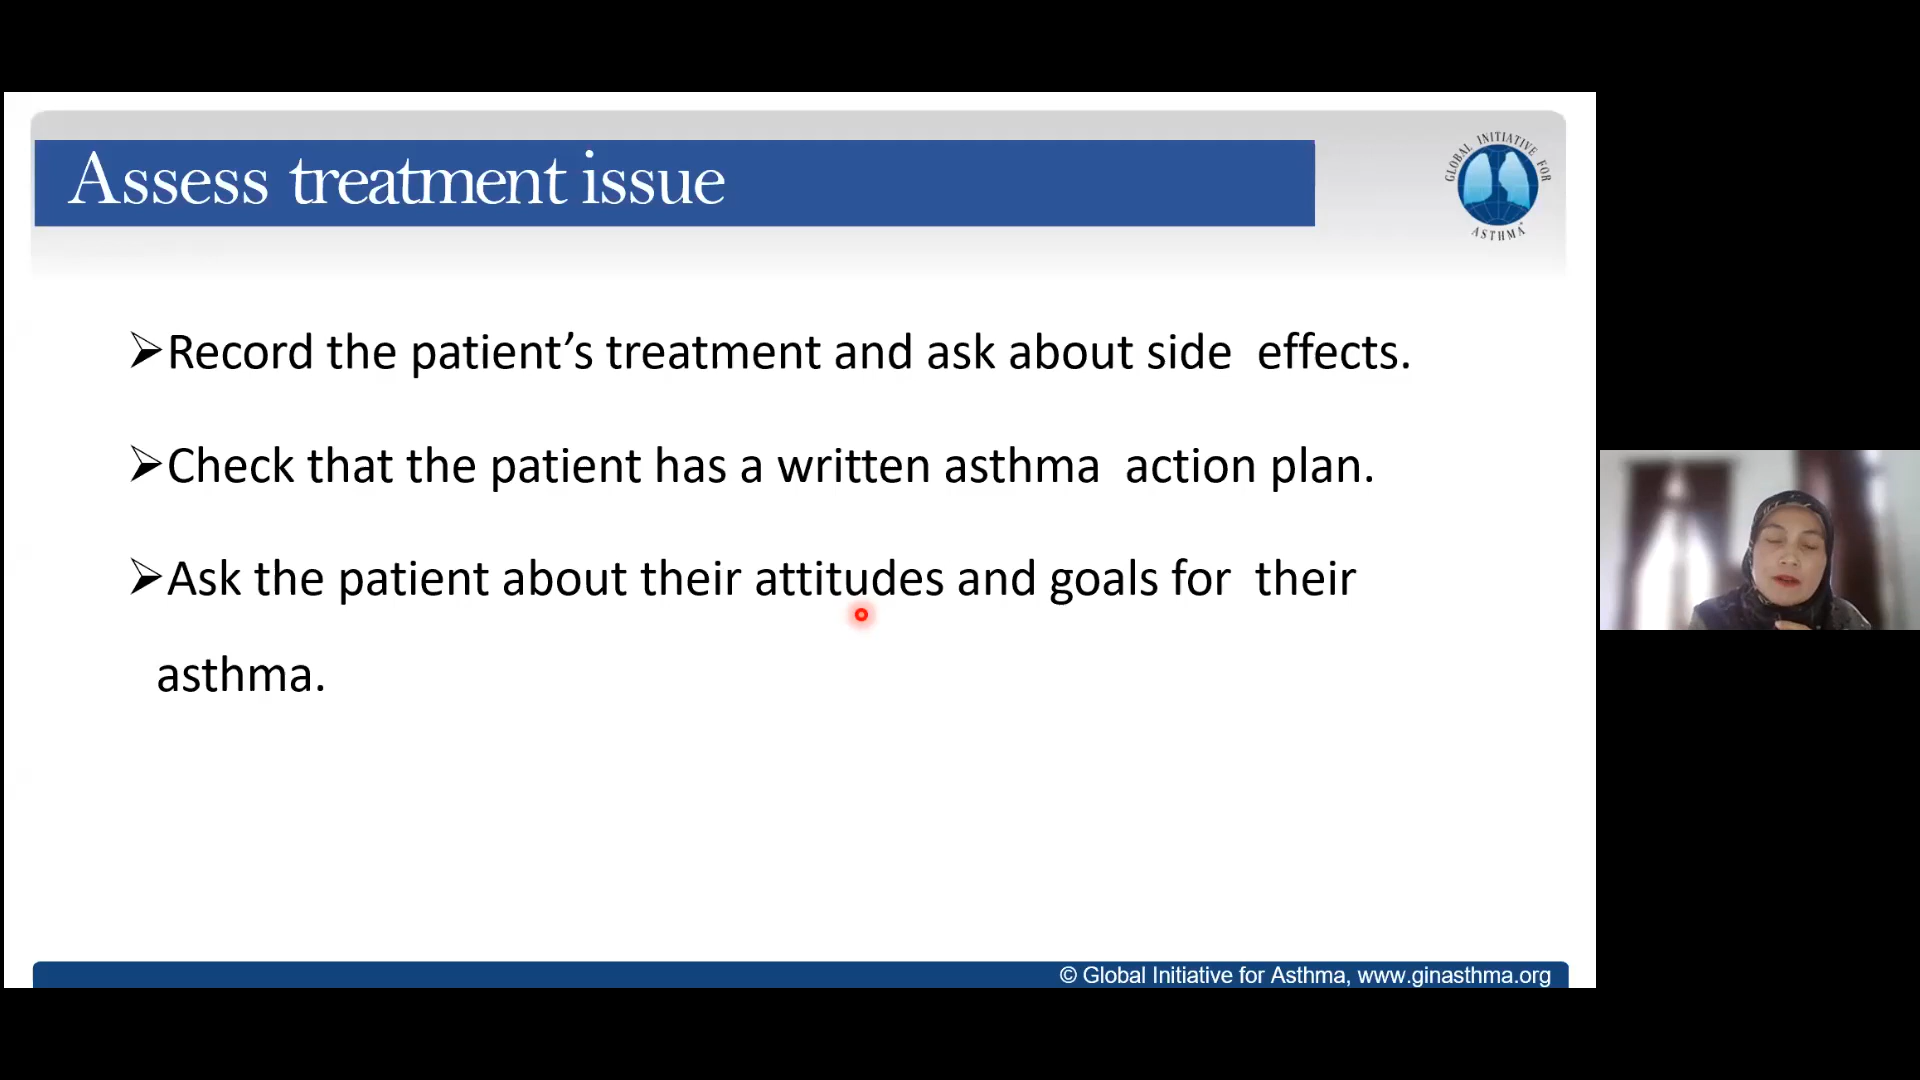 Assess treatment issue
GLOBAL INITIATIVE FOR
ASTHMA
➢Record the patient’s treatment and ask about side  effects.
➢Check that the patient has a written asthma  action plan.
➢Ask the patient about their attitudes and goals for  their
asthma.
© Global Initiative for Asthma, www.ginasthma.org